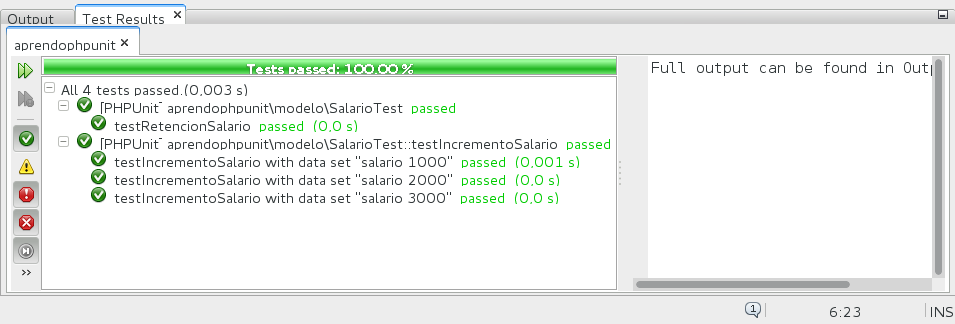 Output
Test Results
aprendophpunit
Tests passed: 100,00 %
All 4 tests passed.(0,003 s)
[PHPUnit] aprendophpunit\modelo\SalarioTest passed
testRetencionSalario passed (0,0 s)
[PHPUnit] aprendophpunit\modelo\SalarioTest::testIncrementoSalario passed
testIncrementoSalario with data set "salario 1000" passed (0,001 s)
testIncrementoSalario with data set "salario 2000" passed (0,0 s)
testIncrementoSalario with data set "salario 3000" passed (0,0 s)
Full output can be found in Outp
1
6:23
INS